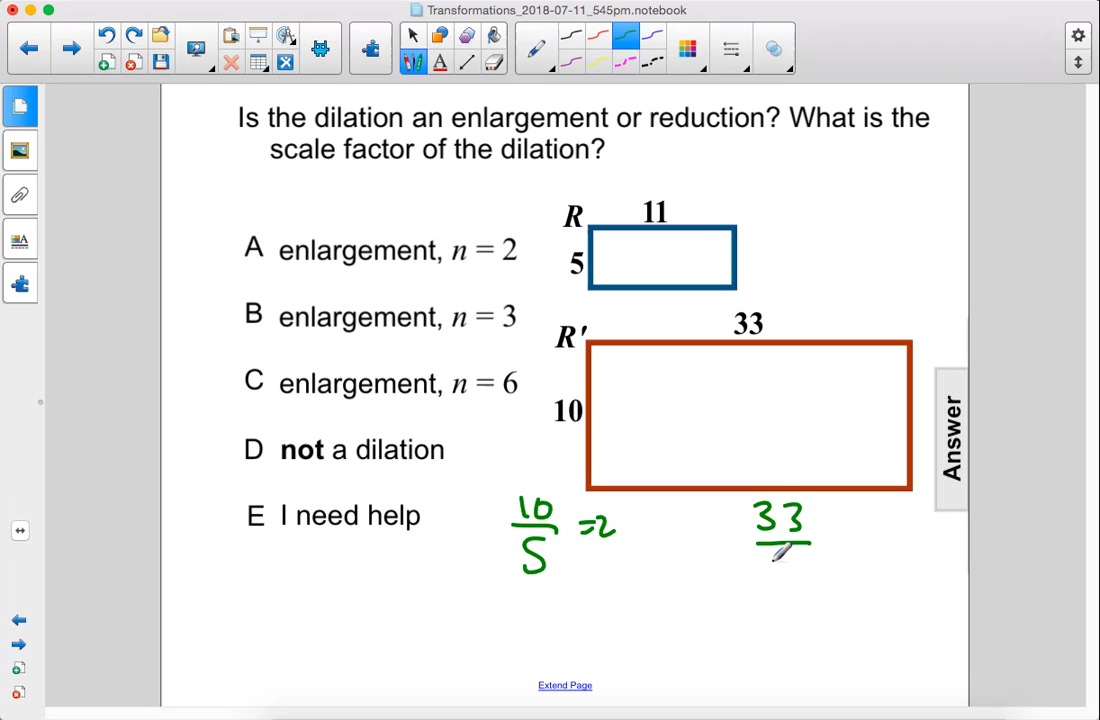 Transformations_2018-07-11_545pm.notebook
Is the dilation an enlargement or reduction? What is the
scale factor of the dilation?
R 11
5
A enlargement, n = 2
B enlargement, n = 3
C enlargement, n = 6
D not a dilation
E I need help
33
R'
10
10
5
=2
33
Answer
Extend Page